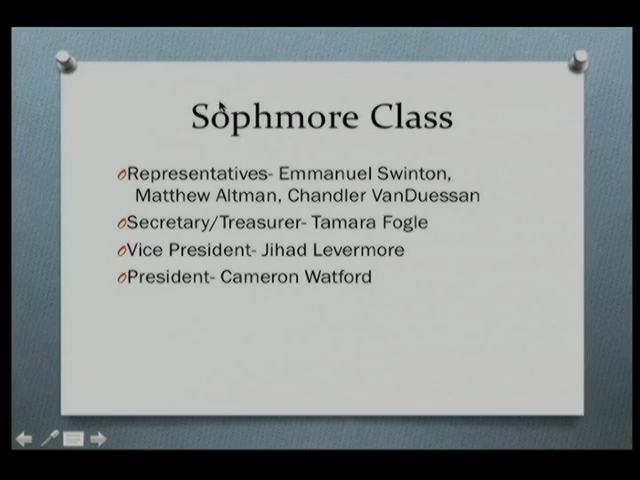 Sophmore Class
Representatives- Emmanuel Swinton,
Matthew Altman, Chandler VanDuessan
Secretary/Treasurer- Tamara Fogle
Vice President- Jihad Levermore
President- Cameron Watford